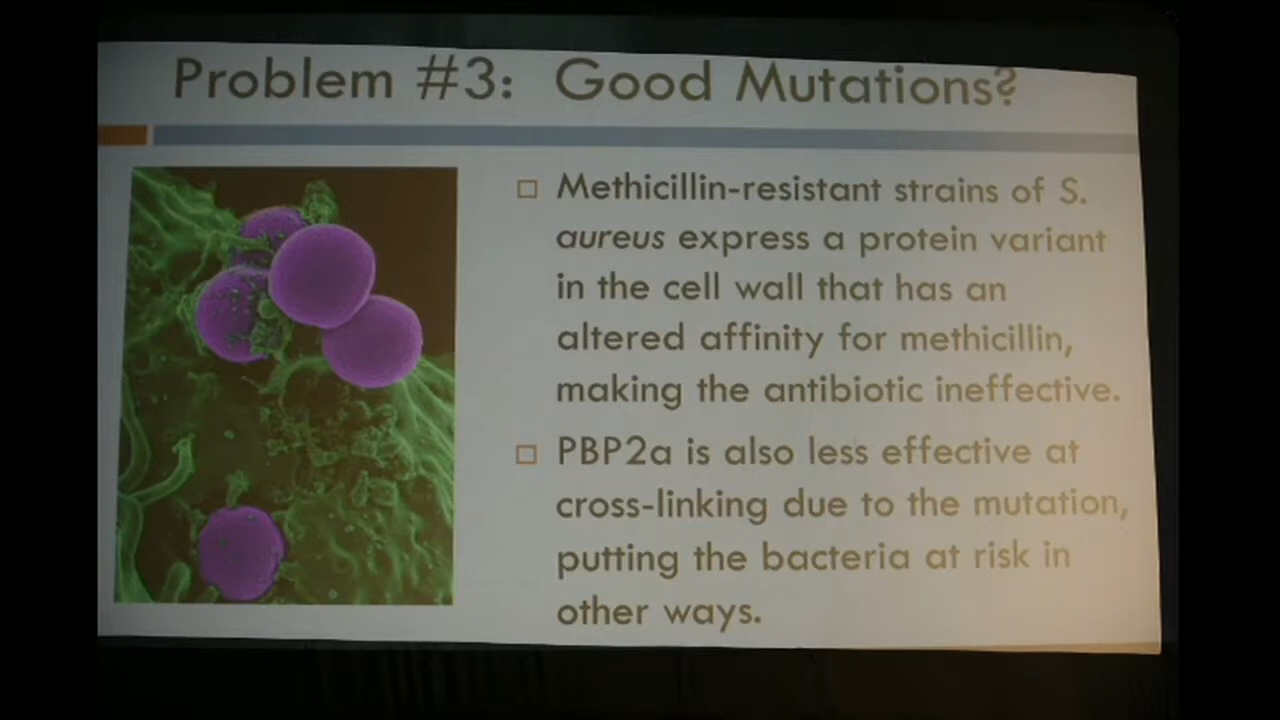 Problem #3: Good Mutations?
Methicillin-resistant strains of S.
aureus express a protein variant
in the cell wall that has an
altered affinity for methicillin,
making the antibiotic ineffective.
PBP2a is also less effective at
cross-linking due to the mutation,
putting the bacteria at risk in
other ways.